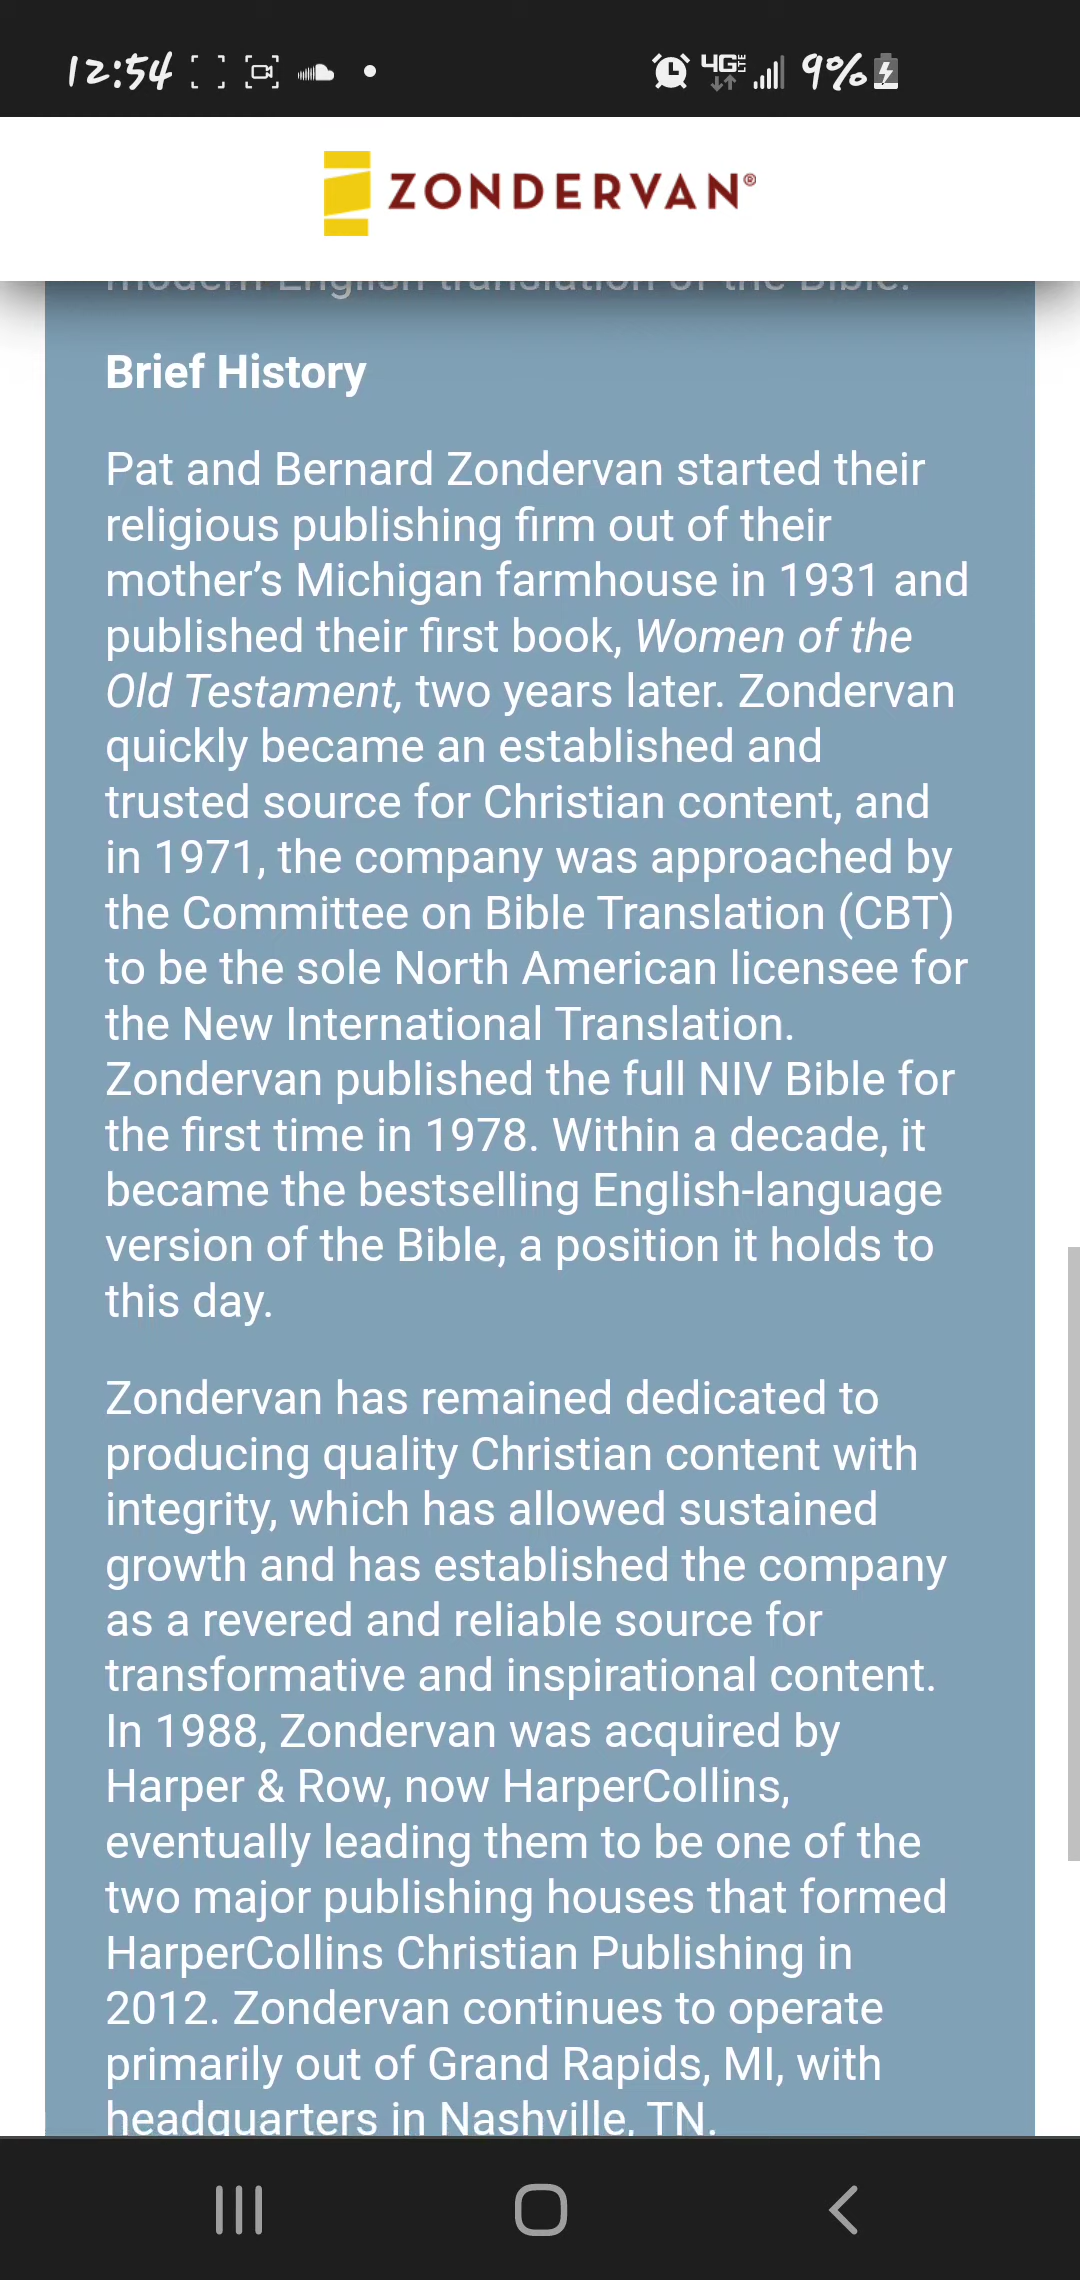 12:54 4G LTE 9%
ZONDERVAN®
modern English translation of the Bible.
Brief History
Pat and Bernard Zondervan started their
religious publishing firm out of their
mother’s Michigan farmhouse in 1931 and
published their first book, Women of the
Old Testament, two years later. Zondervan
quickly became an established and
trusted source for Christian content, and
in 1971, the company was approached by
the Committee on Bible Translation (CBT)
to be the sole North American licensee for
the New International Translation.
Zondervan published the full NIV Bible for
the first time in 1978. Within a decade, it
became the bestselling English-language
version of the Bible, a position it holds to
this day.
Zondervan has remained dedicated to
producing quality Christian content with
integrity, which has allowed sustained
growth and has established the company
as a revered and reliable source for
transformative and inspirational content.
In 1988, Zondervan was acquired by
Harper & Row, now HarperCollins,
eventually leading them to be one of the
two major publishing houses that formed
HarperCollins Christian Publishing in
2012. Zondervan continues to operate
primarily out of Grand Rapids, MI, with
headquarters in Nashville, TN.